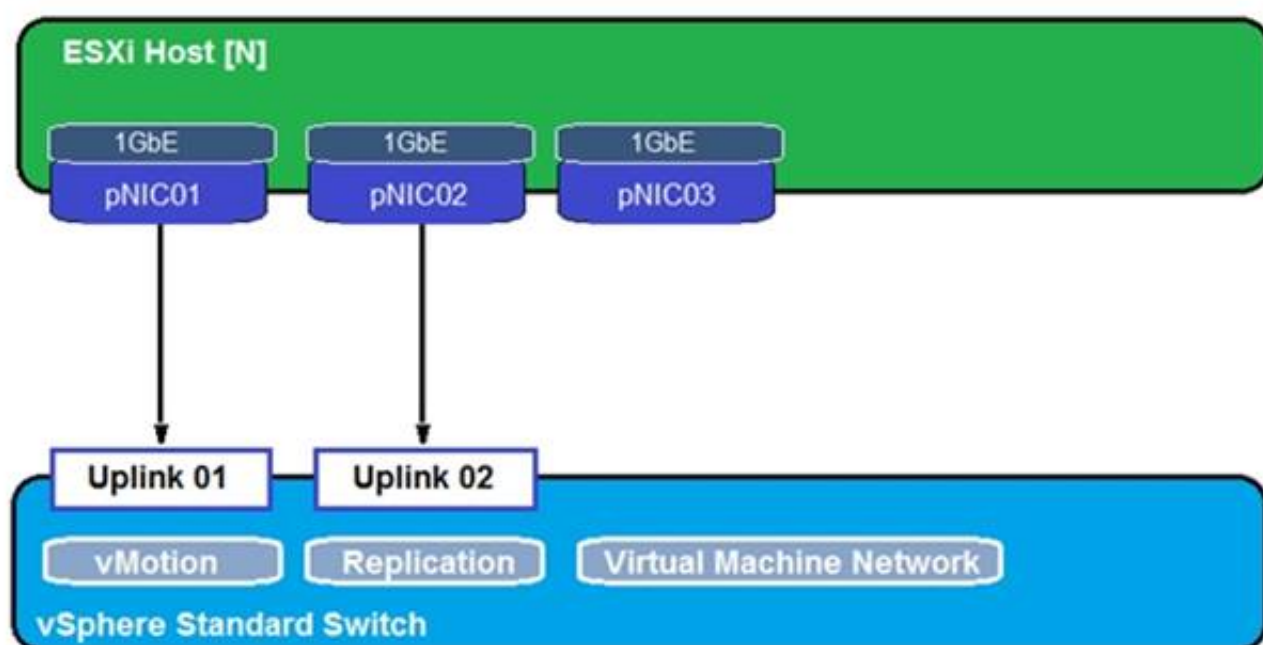 ESXi Host [N]
1GbE 1GbE 1GbE
pNIC01 pNIC02 pNIC03
Uplink 01 Uplink 02
vMotion Replication Virtual Machine Network
vSphere Standard Switch